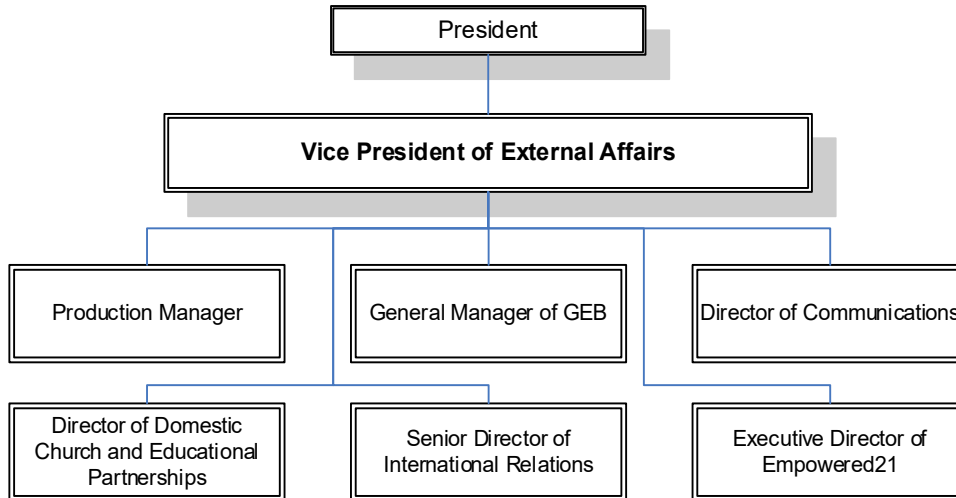 President
Vice President of External Affairs
Production Manager
General Manager of GEB
Director of Communications
Director of Domestic
Church and Educational
Partnerships
Senior Director of
International Relations
Executive Director of
Empowered21